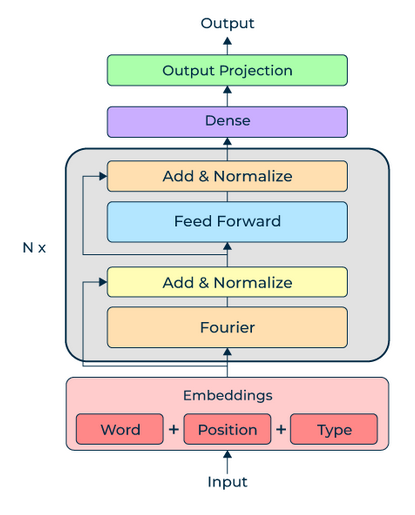 Output
Output Projection
Dense
Add & Normalize
Feed Forward
N x
Add & Normalize
Fourier
Embeddings
Word + Position + Type
Input